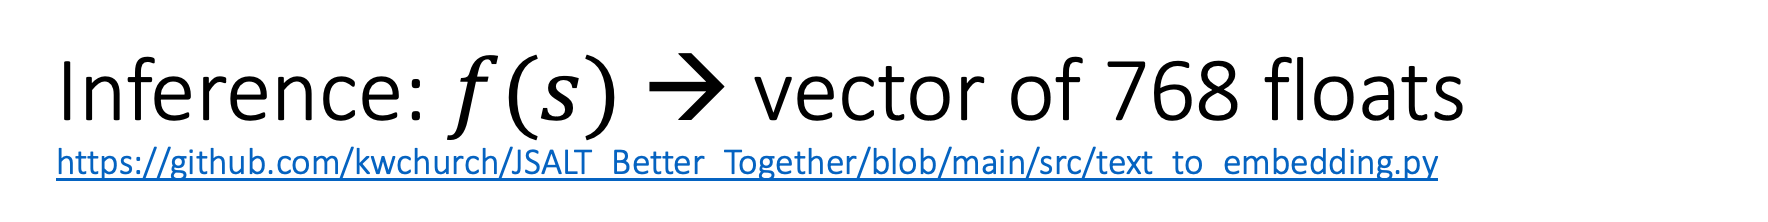 Inference: 𝑓(𝑠) → vector of 768 floats
https://github.com/kwchurch/JSALT_Better_Together/blob/main/src/text_to_embedding.py